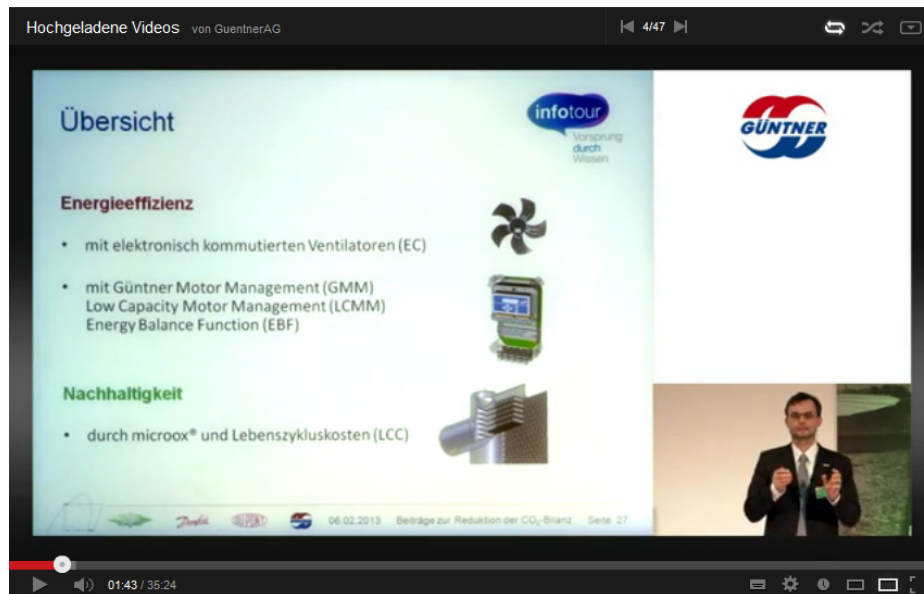 Hochgeladene Videos von GuentnerAG
4/47
Übersicht
infotour
Vorsprung
durch
Wissen
GÜNTNER
Energieeffizienz
• mit elektronisch kommutierten Ventilatoren (EC)
• mit Güntner Motor Management (GMM)
Low Capacity Motor Management (LCMM)
Energy Balance Function (EBF)
Nachhaltigkeit
• durch microox® und Lebenszykluskosten (LCC)
Danfoss
DUPONT
06.02.2013 Beiträge zur Reduktion der CO₂-Bilanz Seite 27
01:43 / 35:24